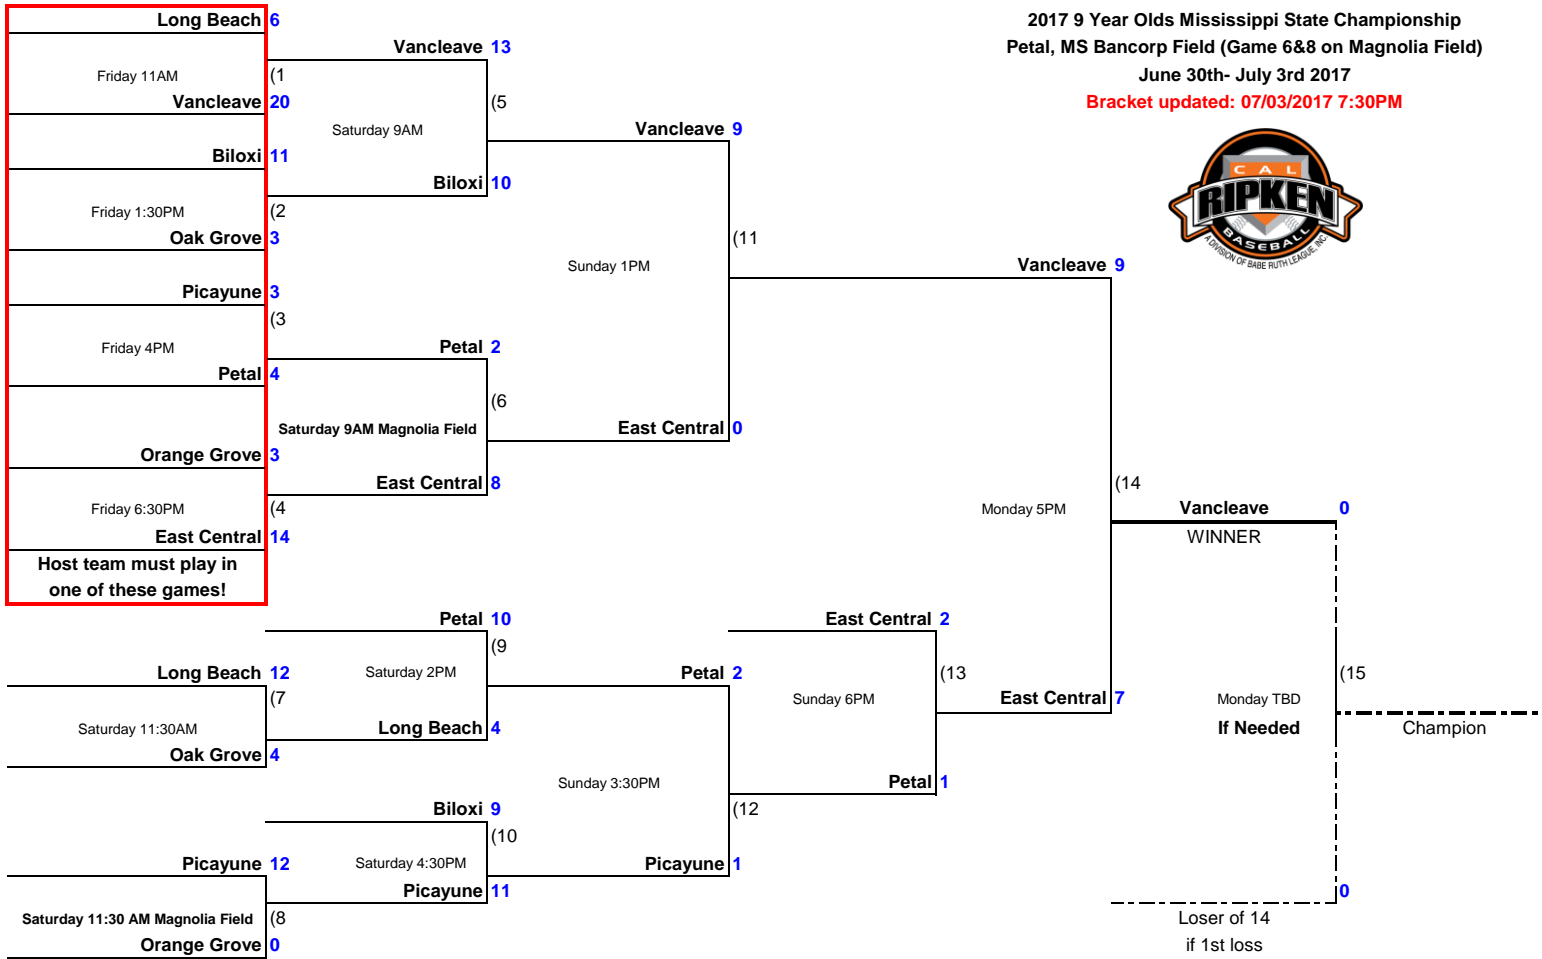 Long Beach 6
2017 9 Year Olds Mississippi State Championship
Vancleave 13
Petal, MS Bancorp Field (Game 6&8 on Magnolia Field)
Friday 11AM (1
June 30th- July 3rd 2017
Vancleave 20
(5
Bracket updated: 07/03/2017 7:30PM
Saturday 9AM
Vancleave 9
Biloxi 11
CAL
RIPKEN
BASEBALL
A DIVISION OF BABE RUTH LEAGUE, INC.
Biloxi 10
Friday 1:30PM (2
Oak Grove 3
(11
Sunday 1PM
Vancleave 9
Picayune 3
(3
Friday 4PM
Petal 2
Petal 4
(6
Saturday 9AM Magnolia Field
East Central 0
Orange Grove 3
East Central 8
(14
Friday 6:30PM (4
Monday 5PM
Vancleave 0
East Central 14
WINNER
Host team must play in
one of these games!
Petal 10
East Central 2
(9
Long Beach 12
Saturday 2PM
Petal 2
(13
(15
(7
Sunday 6PM
East Central 7
Monday TBD
Saturday 11:30AM
Long Beach 4
If Needed
Champion
Oak Grove 4
Sunday 3:30PM
Petal 1
Biloxi 9
(12
(10
Picayune 12
Saturday 4:30PM
Picayune 1
Picayune 11
0
Saturday 11:30 AM Magnolia Field (8
Loser of 14
Orange Grove 0
if 1st loss